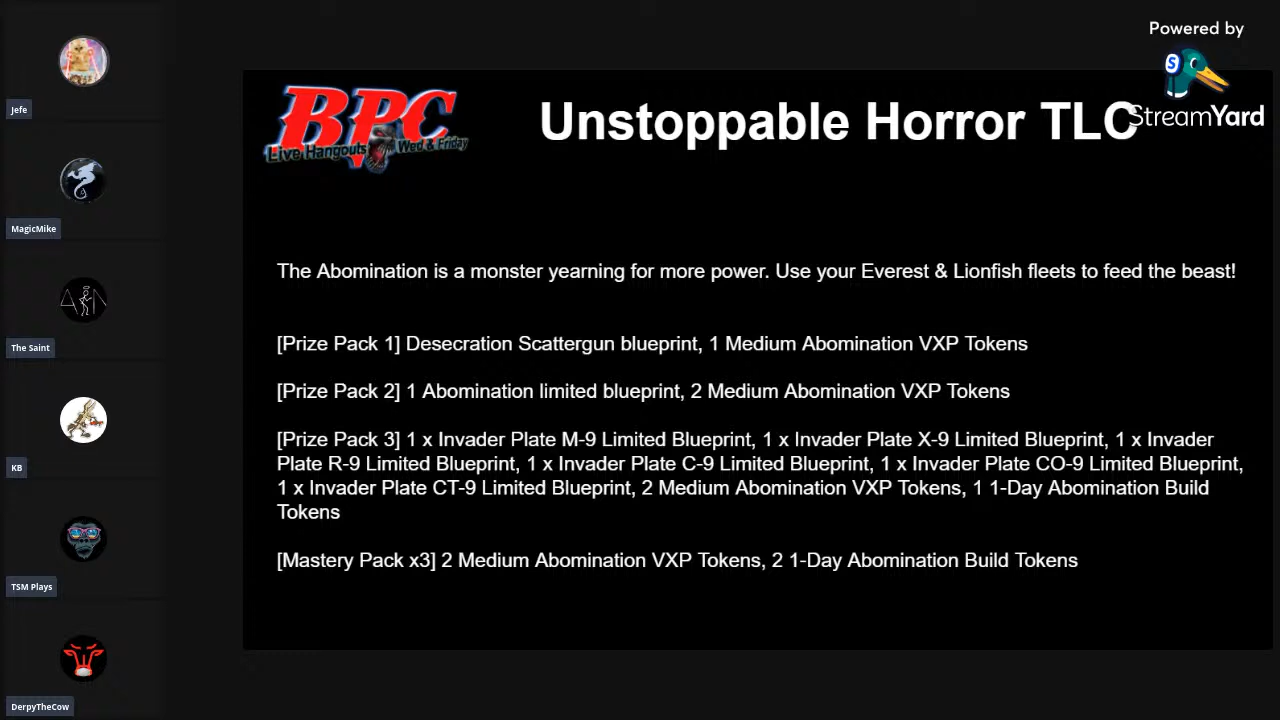 Powered by
StreamYard
Jefe
MagicMike
The Saint
KB
TSM Plays
DerpyTheCow
BPC
Live Hangouts Wed & Friday
Unstoppable Horror TLC
The Abomination is a monster yearning for more power. Use your Everest & Lionfish fleets to feed the beast!
[Prize Pack 1] Desecration Scattergun blueprint, 1 Medium Abomination VXP Tokens
[Prize Pack 2] 1 Abomination limited blueprint, 2 Medium Abomination VXP Tokens
[Prize Pack 3] 1 x Invader Plate M-9 Limited Blueprint, 1 x Invader Plate X-9 Limited Blueprint, 1 x Invader
Plate R-9 Limited Blueprint, 1 x Invader Plate C-9 Limited Blueprint, 1 x Invader Plate CO-9 Limited Blueprint,
1 x Invader Plate CT-9 Limited Blueprint, 2 Medium Abomination VXP Tokens, 1 1-Day Abomination Build
Tokens
[Mastery Pack x3] 2 Medium Abomination VXP Tokens, 2 1-Day Abomination Build Tokens